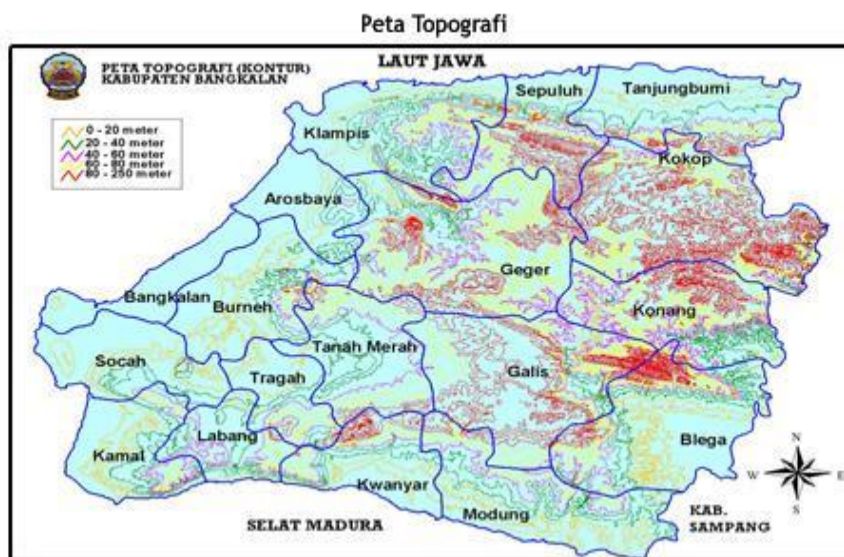 Peta Topografi
PETA TOPOGRAFI (KONTUR)
KABUPATEN BANGKALAN
LAUT JAWA
0 - 20 meter
20 - 40 meter
40 - 60 meter
60 - 80 meter
80 - 250 meter
Sepuluh
Tanjungbumi
Klampis
Kokop
Arosbaya
Geger
Bangkalan
Burneh
Konang
Socah
Tanah Merah
Tragah
Galis
Labang
Blega
Kamal
Kwanyar
Modung
N
W
E
S
SELAT MADURA
KAB.
SAMPANG